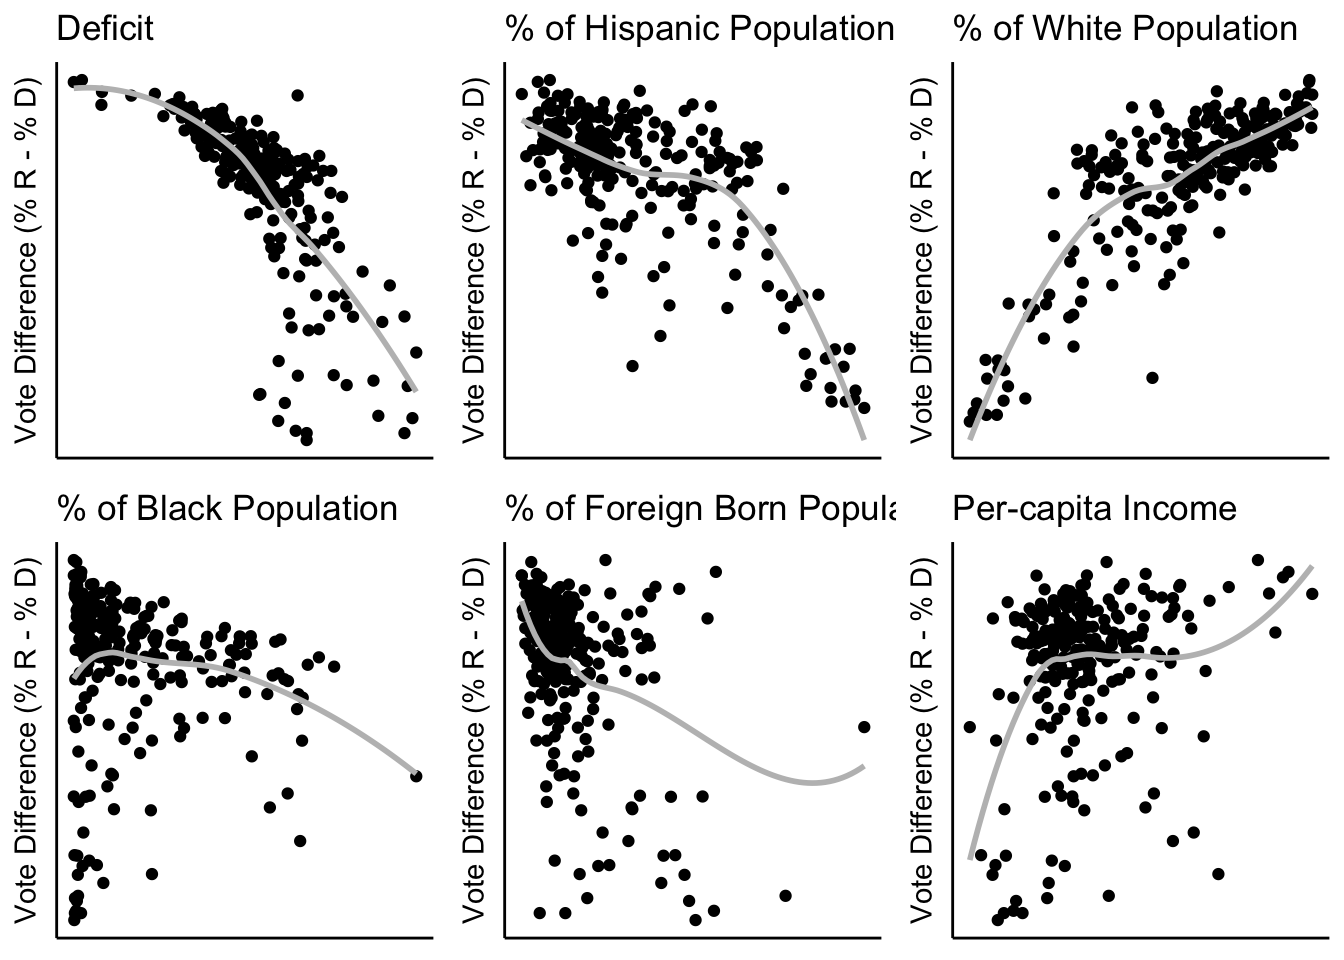 Deficit
% of Hispanic Population
% of White Population
Vote Difference (% R - % D)
Vote Difference (% R - % D)
Vote Difference (% R - % D)
% of Black Population
% of Foreign Born Popula
Per-capita Income
Vote Difference (% R - % D)
Vote Difference (% R - % D)
Vote Difference (% R - % D)